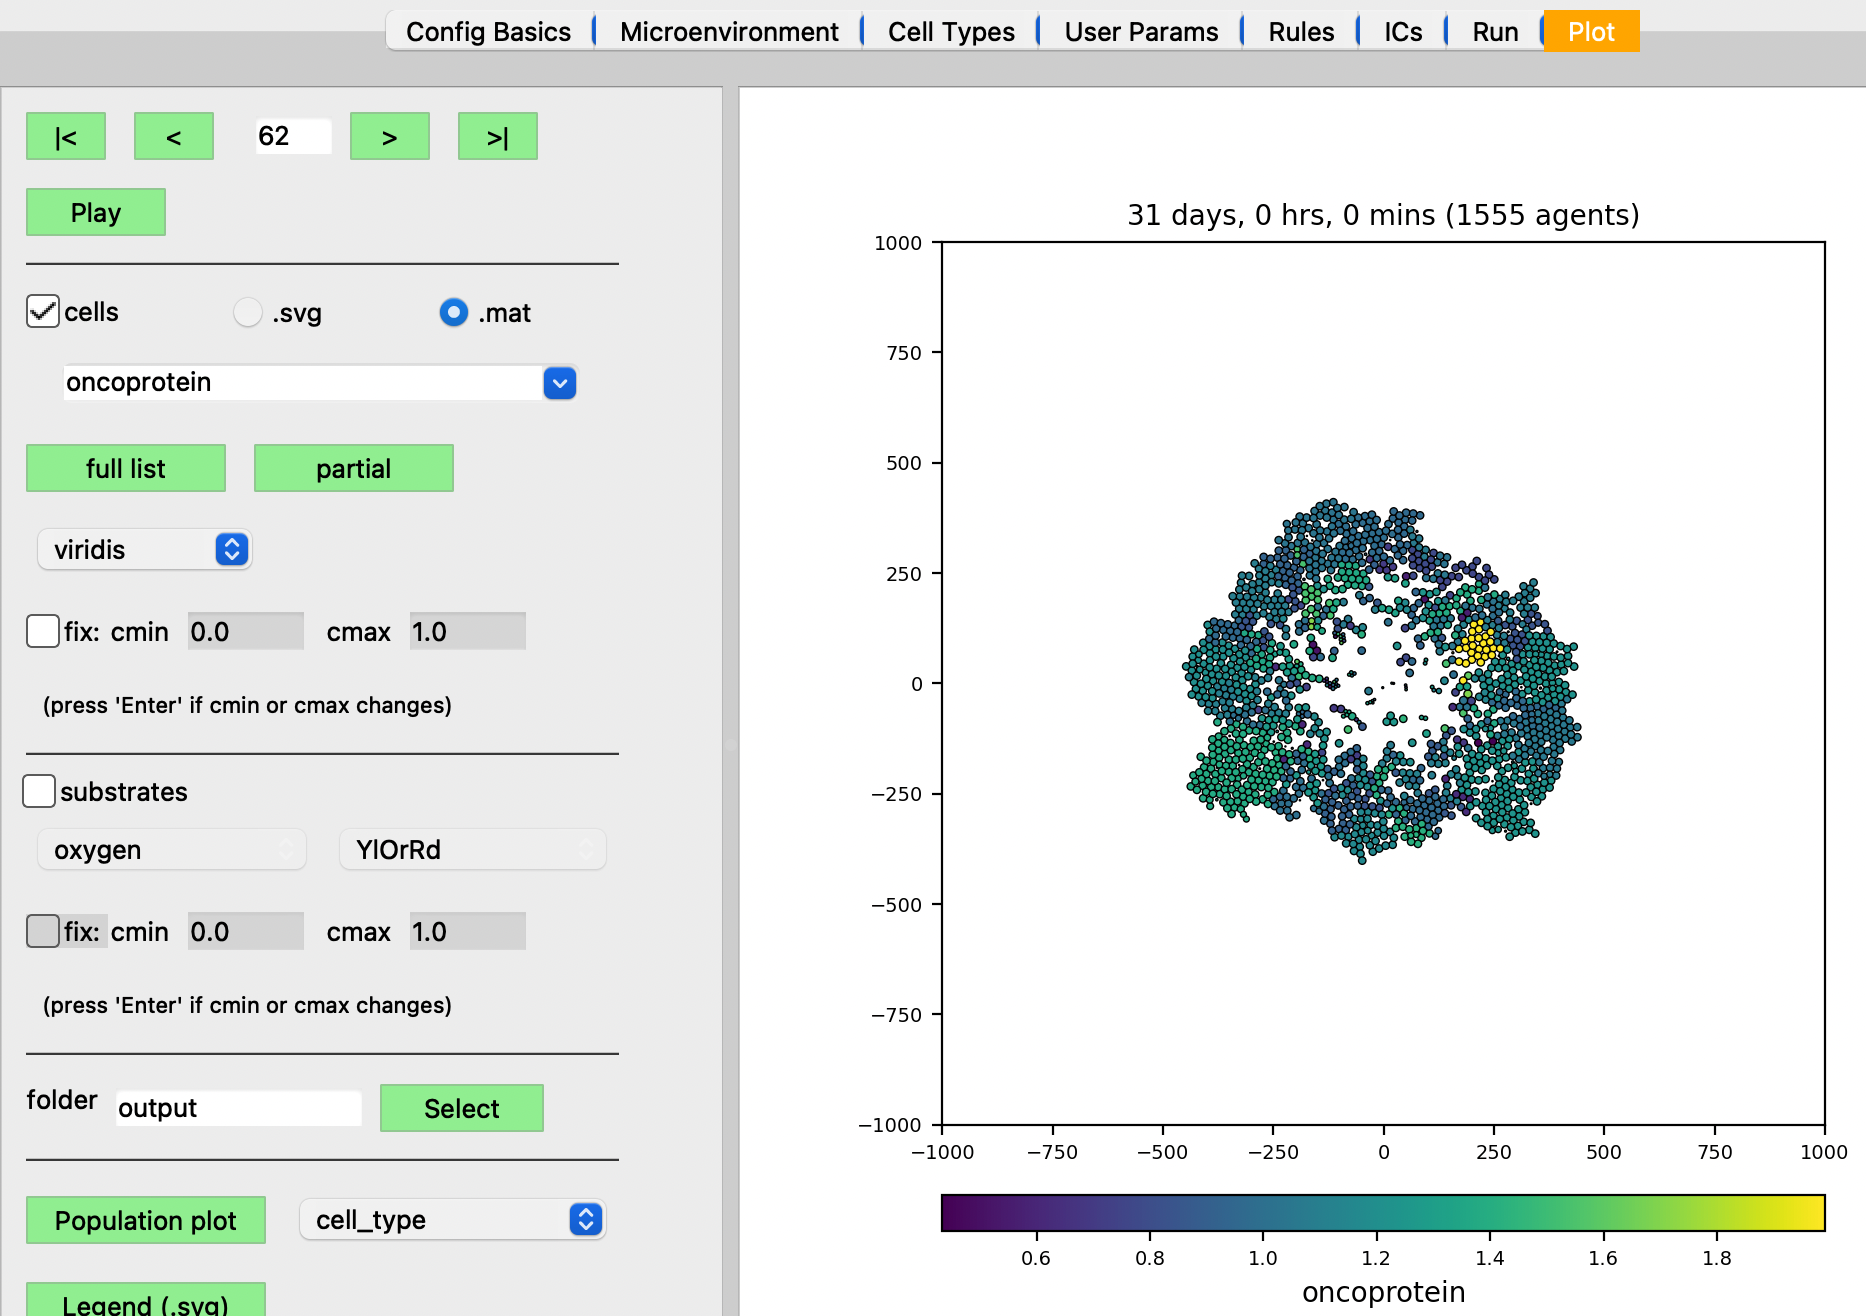 Config Basics Microenvironment Cell Types User Params Rules ICs Run Plot
|< < 62 > >|
Play
cells .svg .mat
oncoprotein
full list partial
viridis
fix: cmin 0.0 cmax 1.0
(press 'Enter' if cmin or cmax changes)
substrates
oxygen YlOrRd
fix: cmin 0.0 cmax 1.0
(press 'Enter' if cmin or cmax changes)
folder output Select
Population plot cell_type
Legend (.svg)
31 days, 0 hrs, 0 mins (1555 agents)
1000
750
500
250
0
−250
−500
−750
−1000
−1000 −750 −500 −250 0 250 500 750 1000
0.6 0.8 1.0 1.2 1.4 1.6 1.8
oncoprotein